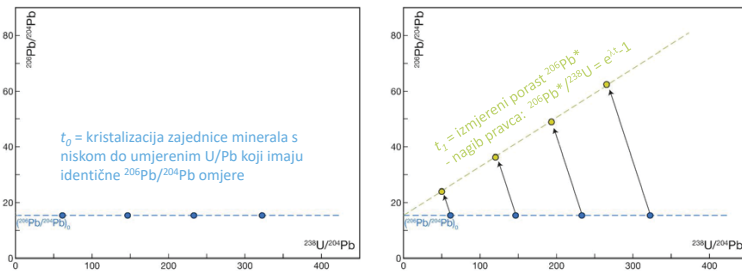 80
60
40
20
0
206Pb/204Pb
t0 = kristalizacija zajednice minerala s
niskom do umjerenim U/Pb koji imaju
identične 206Pb/204Pb omjere
(206Pb/204Pb)0
238U/204Pb
0 100 200 300 400
80
60
40
20
0
206Pb/204Pb
t1 = izmjereni porast 206Pb*
- nagib pravca: 206Pb*/238U = eλt-1
(206Pb/204Pb)0
238U/204Pb
0 100 200 300 400